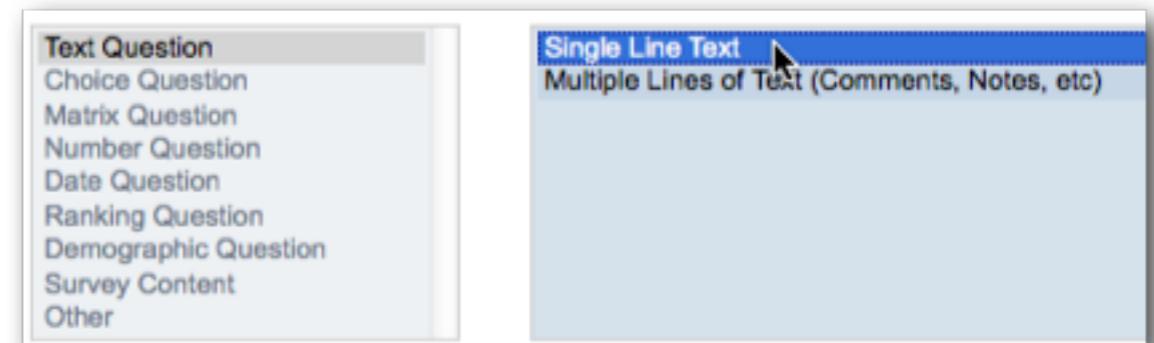 Text Question
Choice Question
Matrix Question
Number Question
Date Question
Ranking Question
Demographic Question
Survey Content
Other
Single Line Text
Multiple Lines of Text (Comments, Notes, etc)